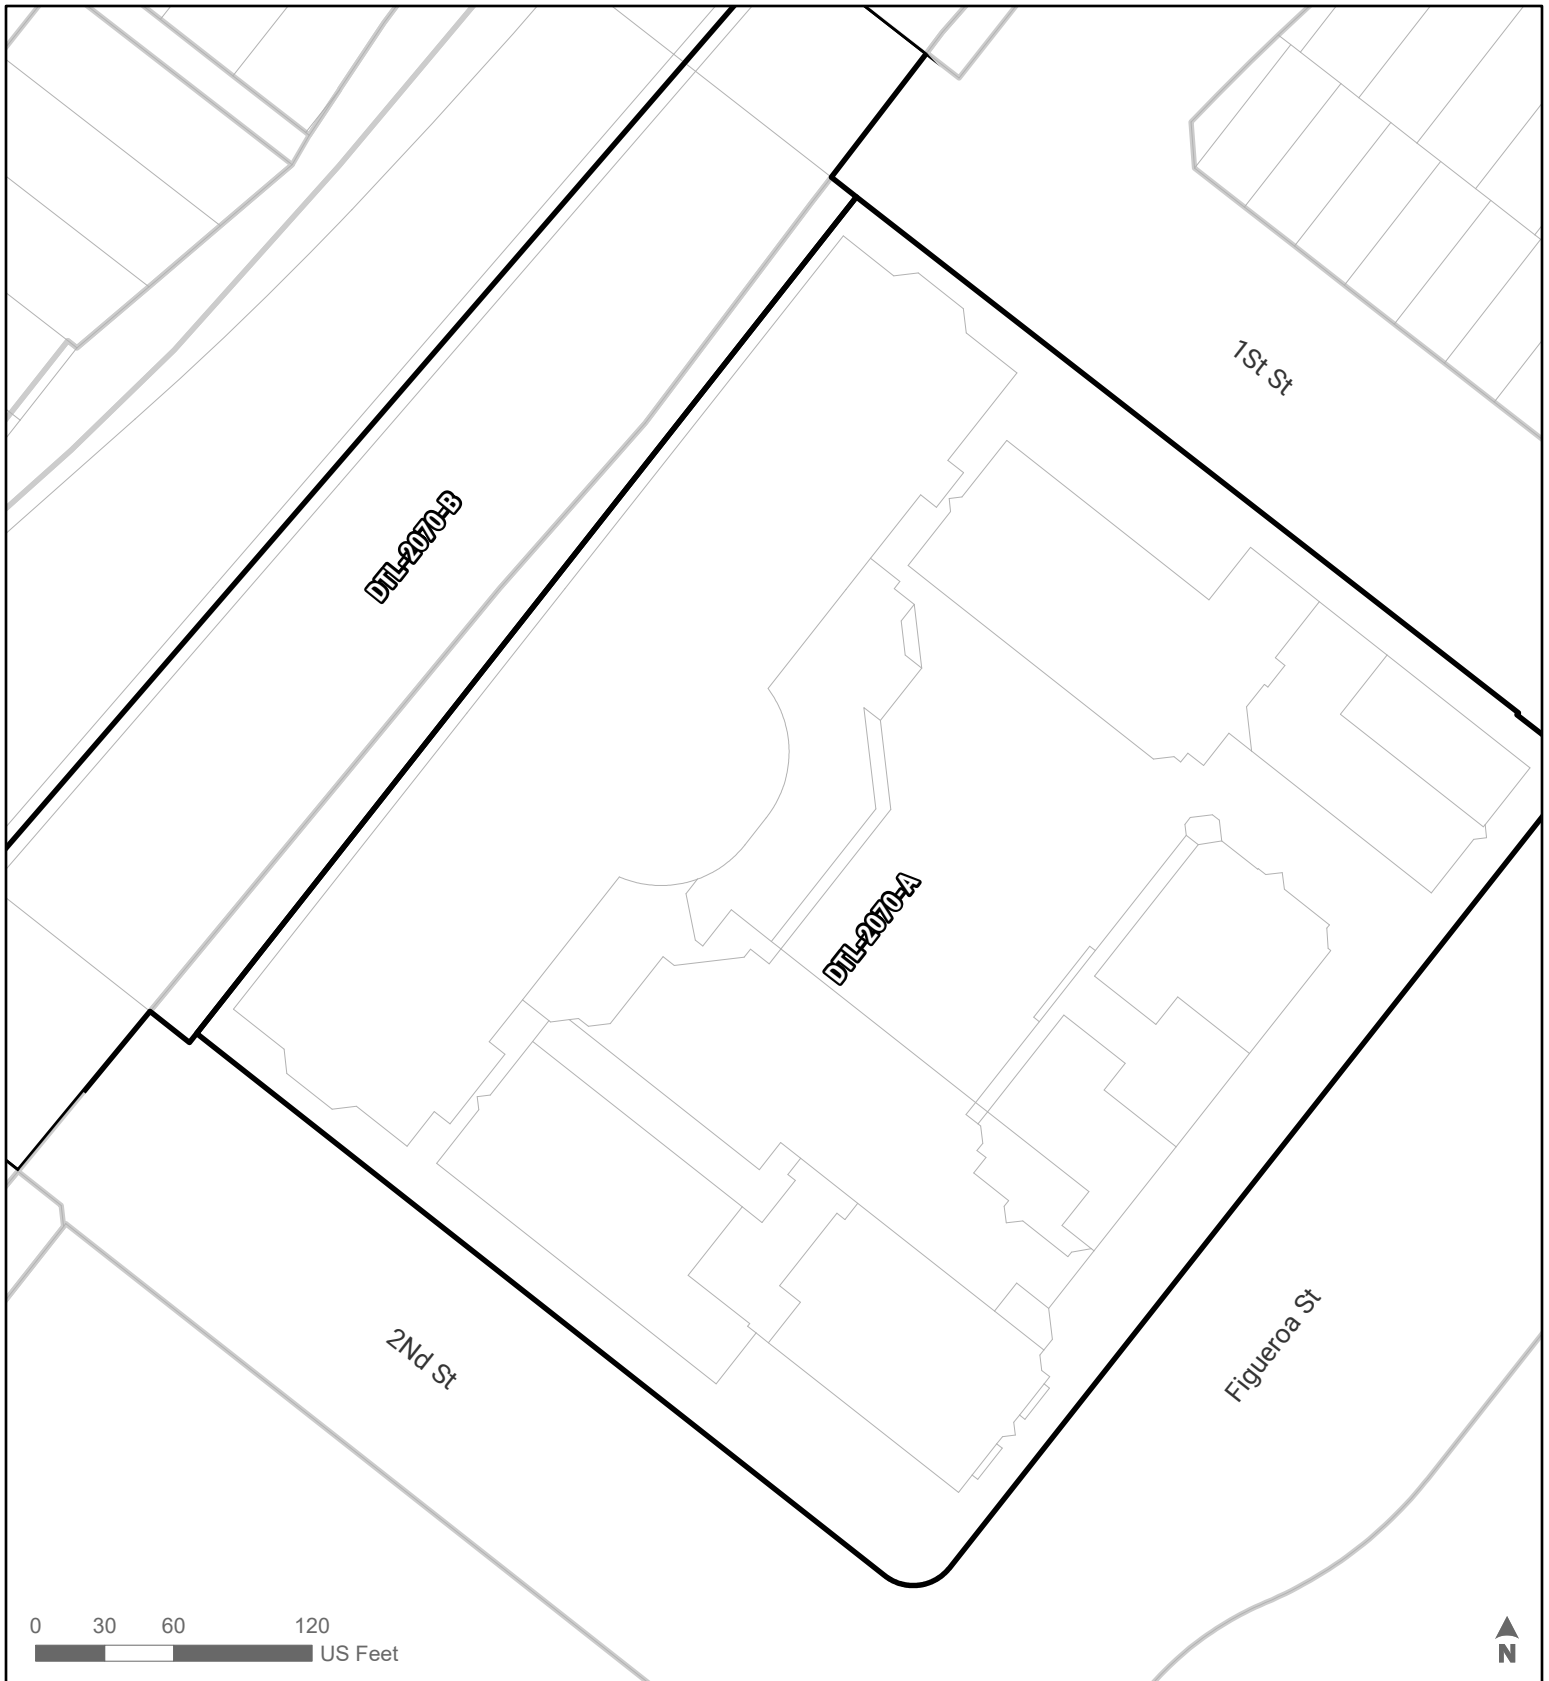 1St St
DTL-2070-B
DTL-2070-A
Figueroa St
2Nd St
0 30 60 120
US Feet
N